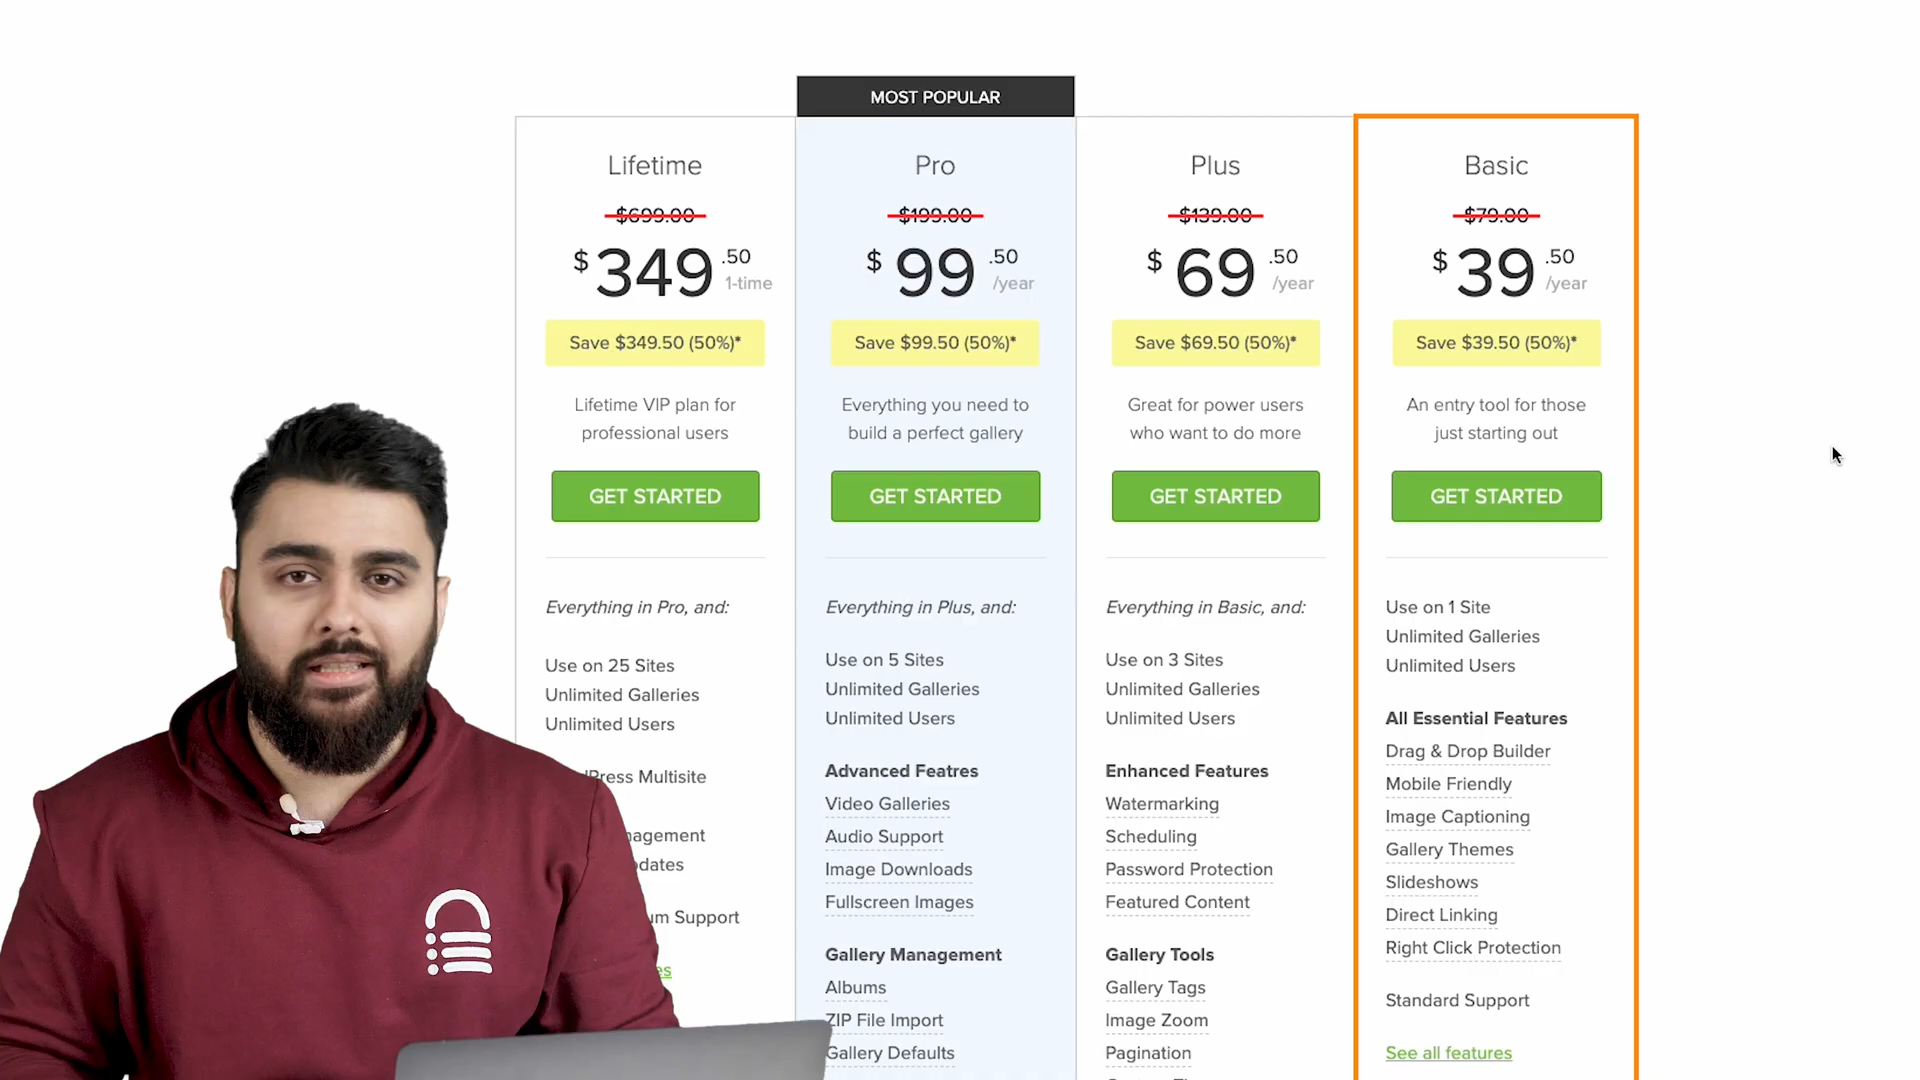 MOST POPULAR
Lifetime
$699.00
$349.50
1-time
Save $349.50 (50%)*
Lifetime VIP plan for
professional users
GET STARTED
Everything in Pro, and:
Use on 25 Sites
Unlimited Galleries
Unlimited Users
Press Multisite
Support
Pro
$199.00
$99.50
/year
Save $99.50 (50%)*
Everything you need to
build a perfect gallery
GET STARTED
Everything in Plus, and:
Use on 5 Sites
Unlimited Galleries
Unlimited Users
Advanced Featres
Video Galleries
Audio Support
Image Downloads
Fullscreen Images
Gallery Management
Albums
ZIP File Import
Gallery Defaults
Plus
$139.00
$69.50
/year
Save $69.50 (50%)*
Great for power users
who want to do more
GET STARTED
Everything in Basic, and:
Use on 3 Sites
Unlimited Galleries
Unlimited Users
Enhanced Features
Watermarking
Scheduling
Password Protection
Featured Content
Gallery Tools
Gallery Tags
Image Zoom
Pagination
Basic
$79.00
$39.50
/year
Save $39.50 (50%)*
An entry tool for those
just starting out
GET STARTED
Use on 1 Site
Unlimited Galleries
Unlimited Users
All Essential Features
Drag & Drop Builder
Mobile Friendly
Image Captioning
Gallery Themes
Slideshows
Direct Linking
Right Click Protection
Standard Support
See all features